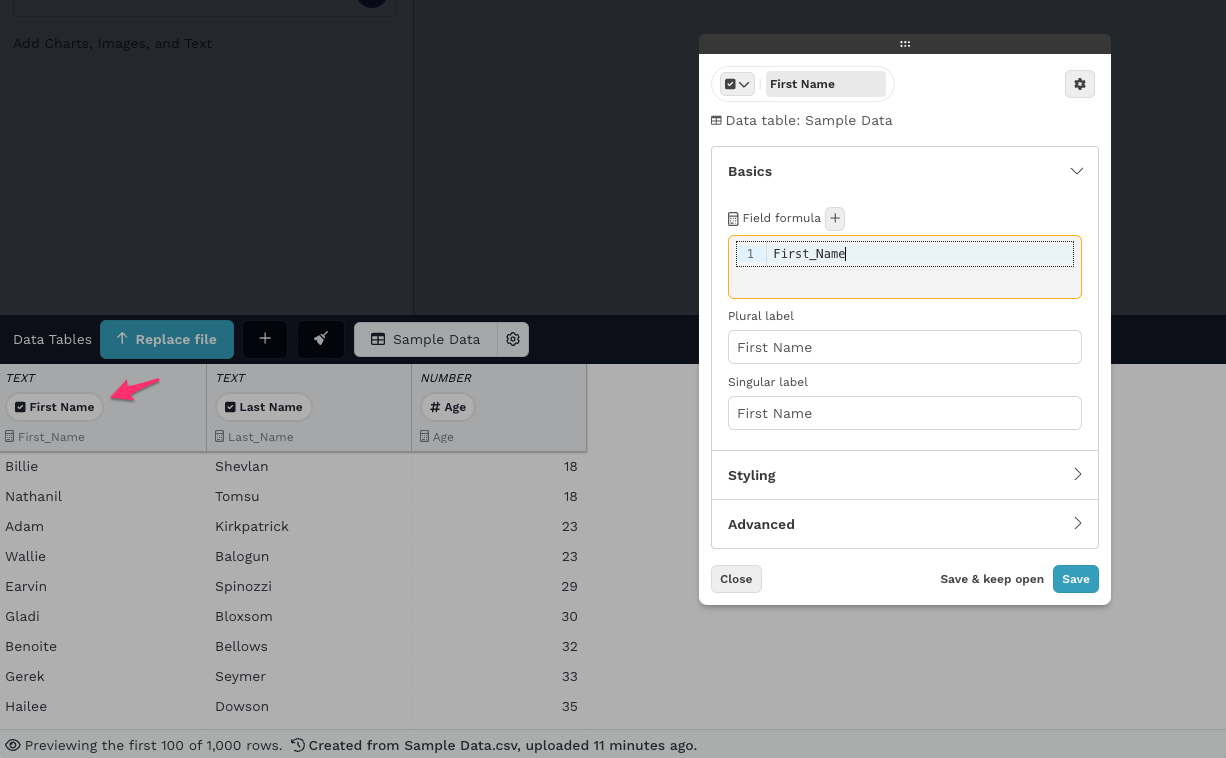 Add Charts, Images, and Text
First Name
Data table: Sample Data
Basics
Field formula
1 First_Name
Plural label
First Name
Singular label
First Name
Styling
Advanced
Close Save & keep open Save
Data Tables Replace file Sample Data
TEXT TEXT NUMBER
First Name Last Name # Age
First_Name Last_Name Age
Billie Shevlan 18
Nathanil Tomsu 18
Adam Kirkpatrick 23
Wallie Balogun 23
Earvin Spinozzi 29
Gladi Bloxsom 30
Benoite Bellows 32
Gerek Seymer 33
Hailee Dowson 35
Previewing the first 100 of 1,000 rows. Created from Sample Data.csv, uploaded 11 minutes ago.